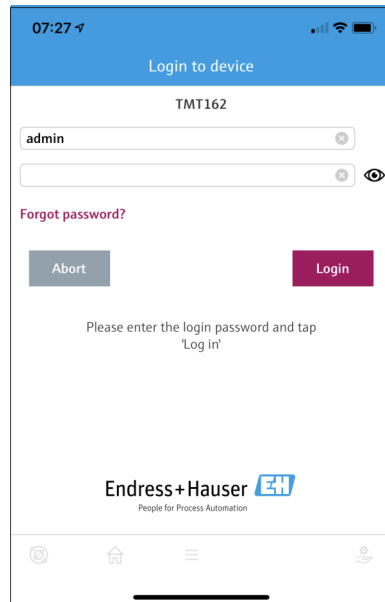 07:27
Login to device
TMT162
admin
Forgot password?
Abort
Login
Please enter the login password and tap
'Log in'
Endress+Hauser EH
People for Process Automation